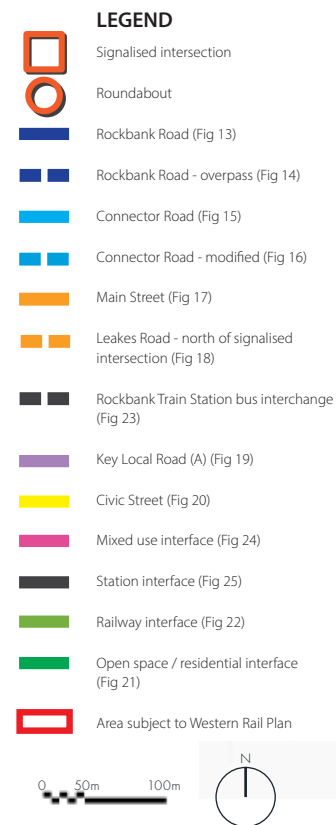 LEGEND
Signalised intersection
Roundabout
Rockbank Road (Fig 13)
Rockbank Road - overpass (Fig 14)
Connector Road (Fig 15)
Connector Road - modified (Fig 16)
Main Street (Fig 17)
Leakes Road - north of signalised
intersection (Fig 18)
Rockbank Train Station bus interchange
(Fig 23)
Key Local Road (A) (Fig 19)
Civic Street (Fig 20)
Mixed use interface (Fig 24)
Station interface (Fig 25)
Railway interface (Fig 22)
Open space / residential interface
(Fig 21)
Area subject to Western Rail Plan
0 50m 100m
N